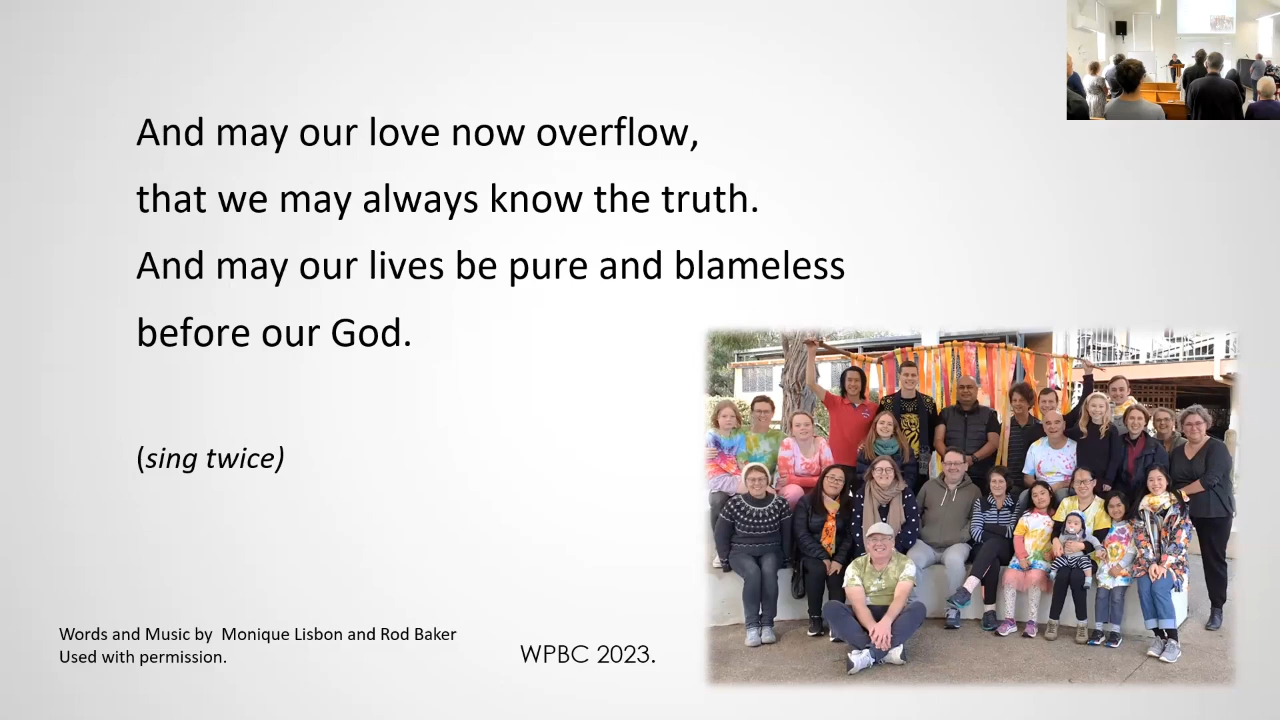 And may our love now overflow,
that we may always know the truth.
And may our lives be pure and blameless
before our God.
(sing twice)
Words and Music by  Monique Lisbon and Rod Baker
Used with permission.
WPBC 2023.